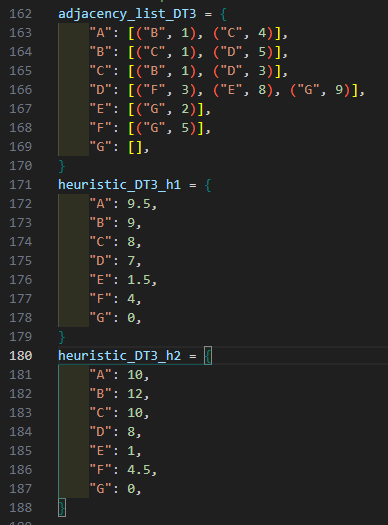 162 adjacency_list_DT3 = {
163     "A": [("B", 1), ("C", 4)],
164     "B": [("C", 1), ("D", 5)],
165     "C": [("B", 1), ("D", 3)],
166     "D": [("F", 3), ("E", 8), ("G", 9)],
167     "E": [("G", 2)],
168     "F": [("G", 5)],
169     "G": [],
170 }
171 heuristic_DT3_h1 = {
172     "A": 9.5,
173     "B": 9,
174     "C": 8,
175     "D": 7,
176     "E": 1.5,
177     "F": 4,
178     "G": 0,
179 }
180 heuristic_DT3_h2 = {
181     "A": 10,
182     "B": 12,
183     "C": 10,
184     "D": 8,
185     "E": 1,
186     "F": 4.5,
187     "G": 0,
188 }